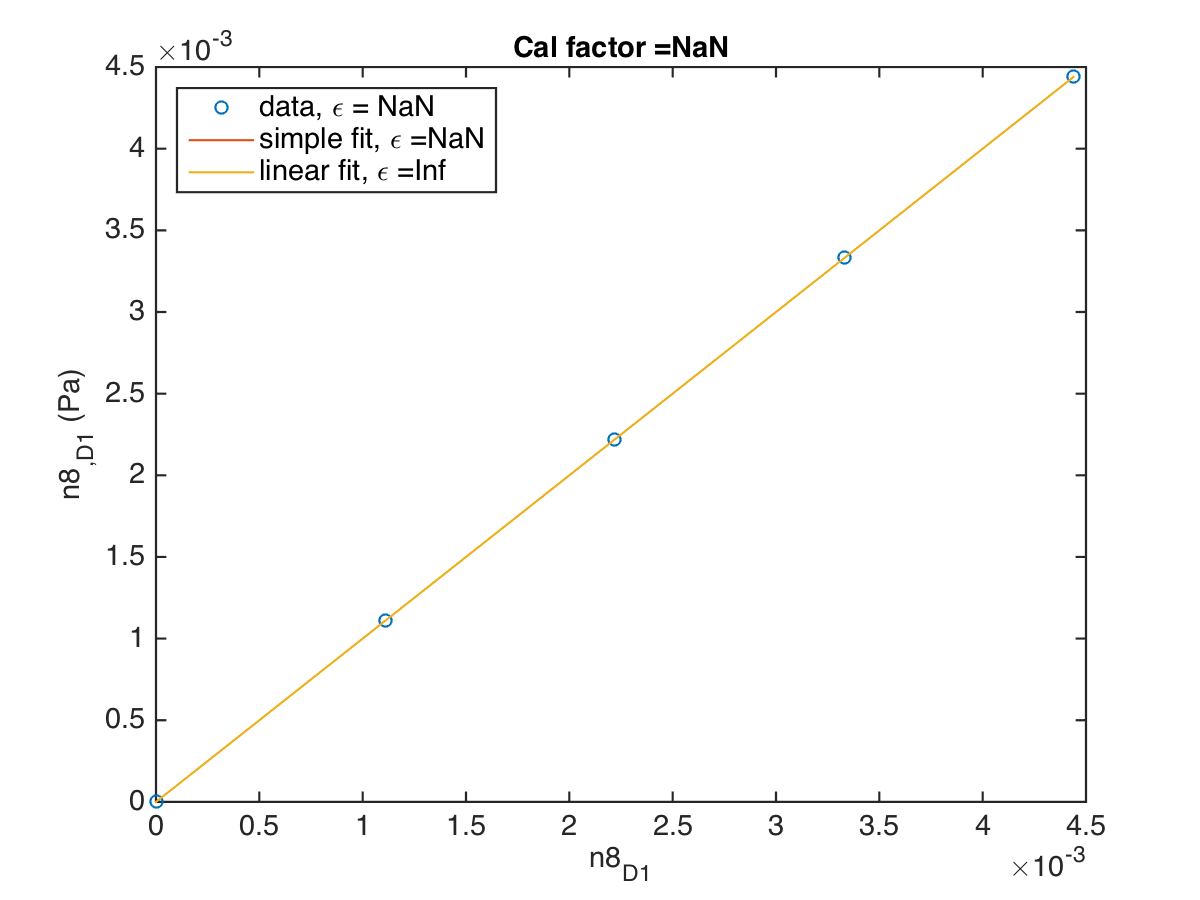 Cal factor =NaN
×10⁻³
4.5
4
3.5
3
2.5
2
1.5
1
0.5
0
data, ϵ = NaN
simple fit, ϵ =NaN
linear fit, ϵ =Inf
n8,D1 (Pa)
0 0.5 1 1.5 2 2.5 3 3.5 4 4.5
n8D1
×10⁻³